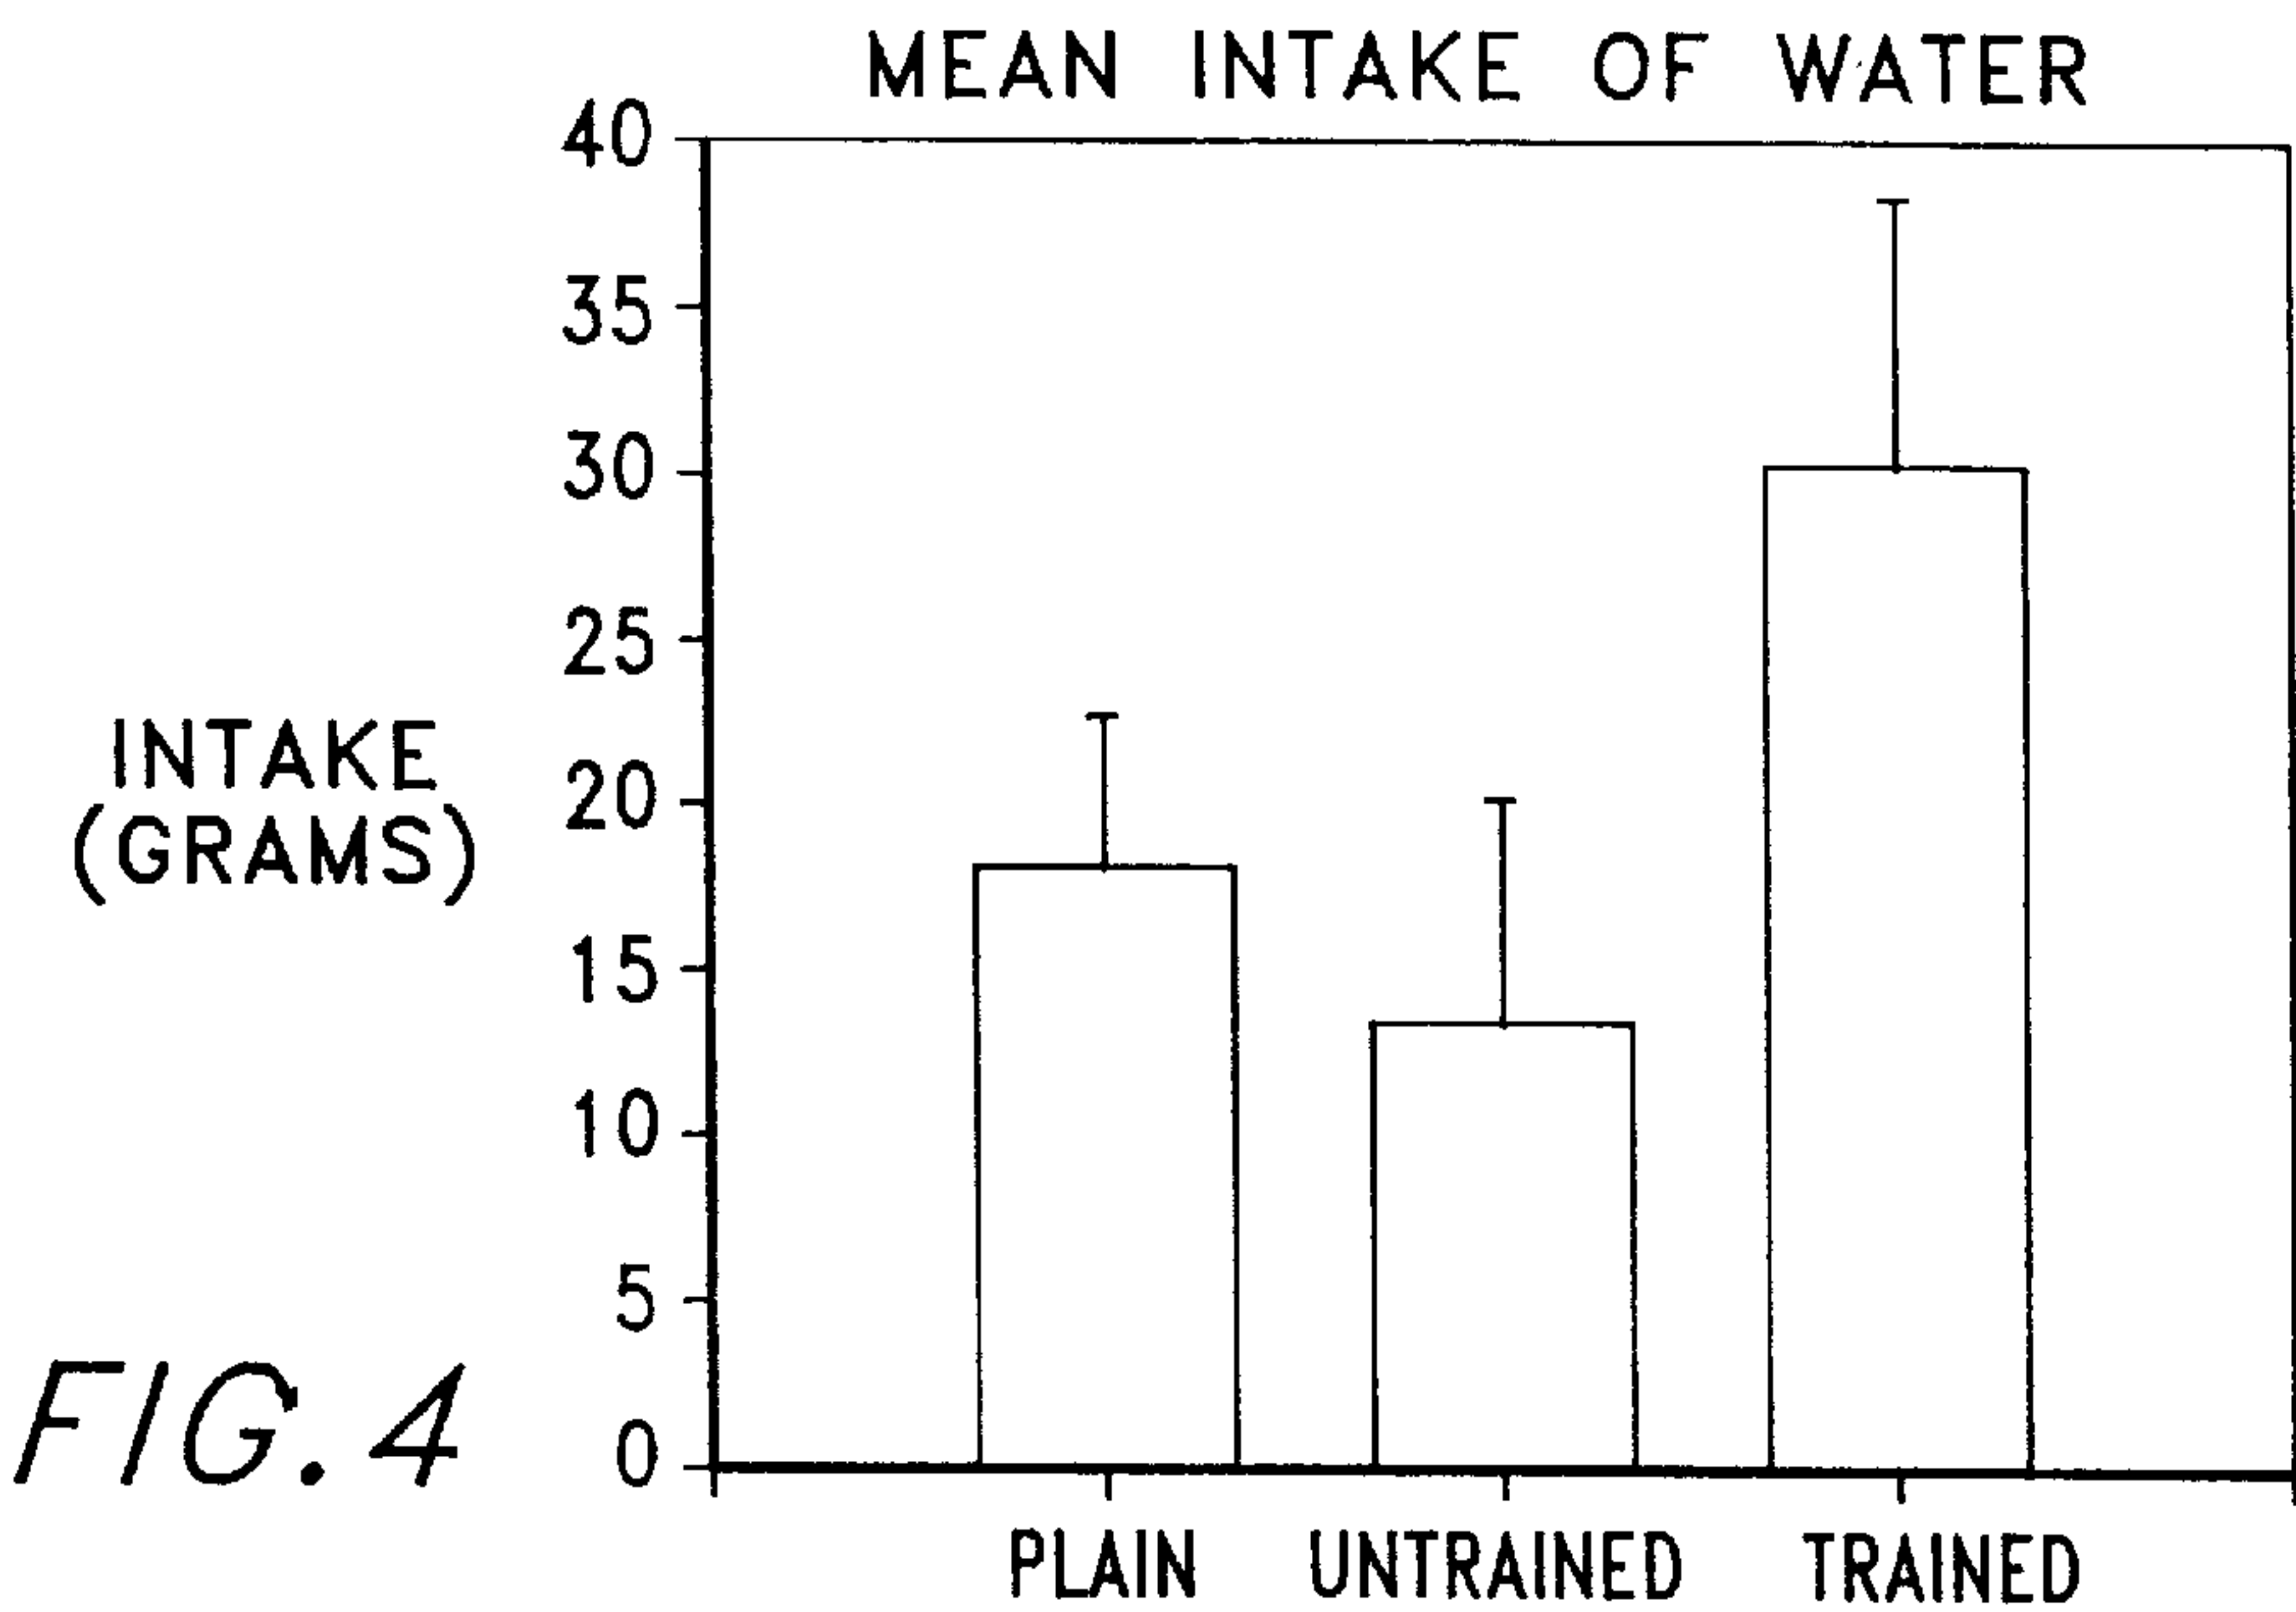 MEAN INTAKE OF WATER
40
35
30
25
20
15
10
5
0
INTAKE
(GRAMS)
PLAIN UNTRAINED TRAINED
FIG. 4